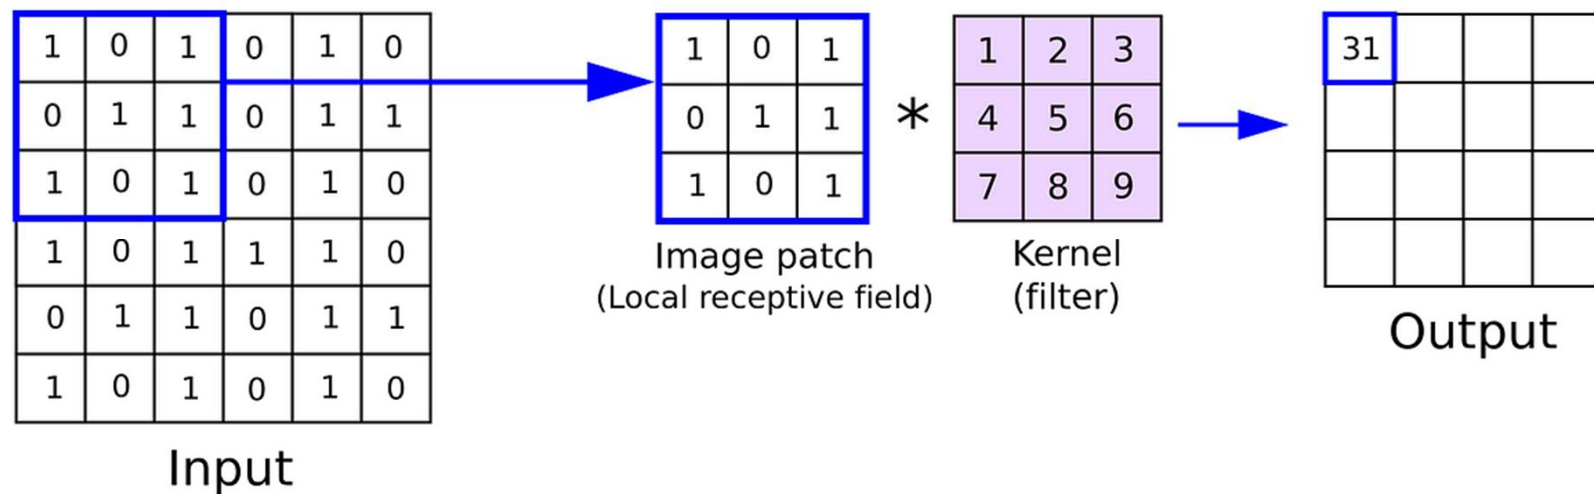 1 0 1 0 1 0
0 1 1 0 1 1
1 0 1 0 1 0
1 0 1 1 1 0
0 1 1 0 1 1
1 0 1 0 1 0
Input
1 0 1
0 1 1
1 0 1
Image patch
(Local receptive field)
*
1 2 3
4 5 6
7 8 9
Kernel
(filter)
31
Output